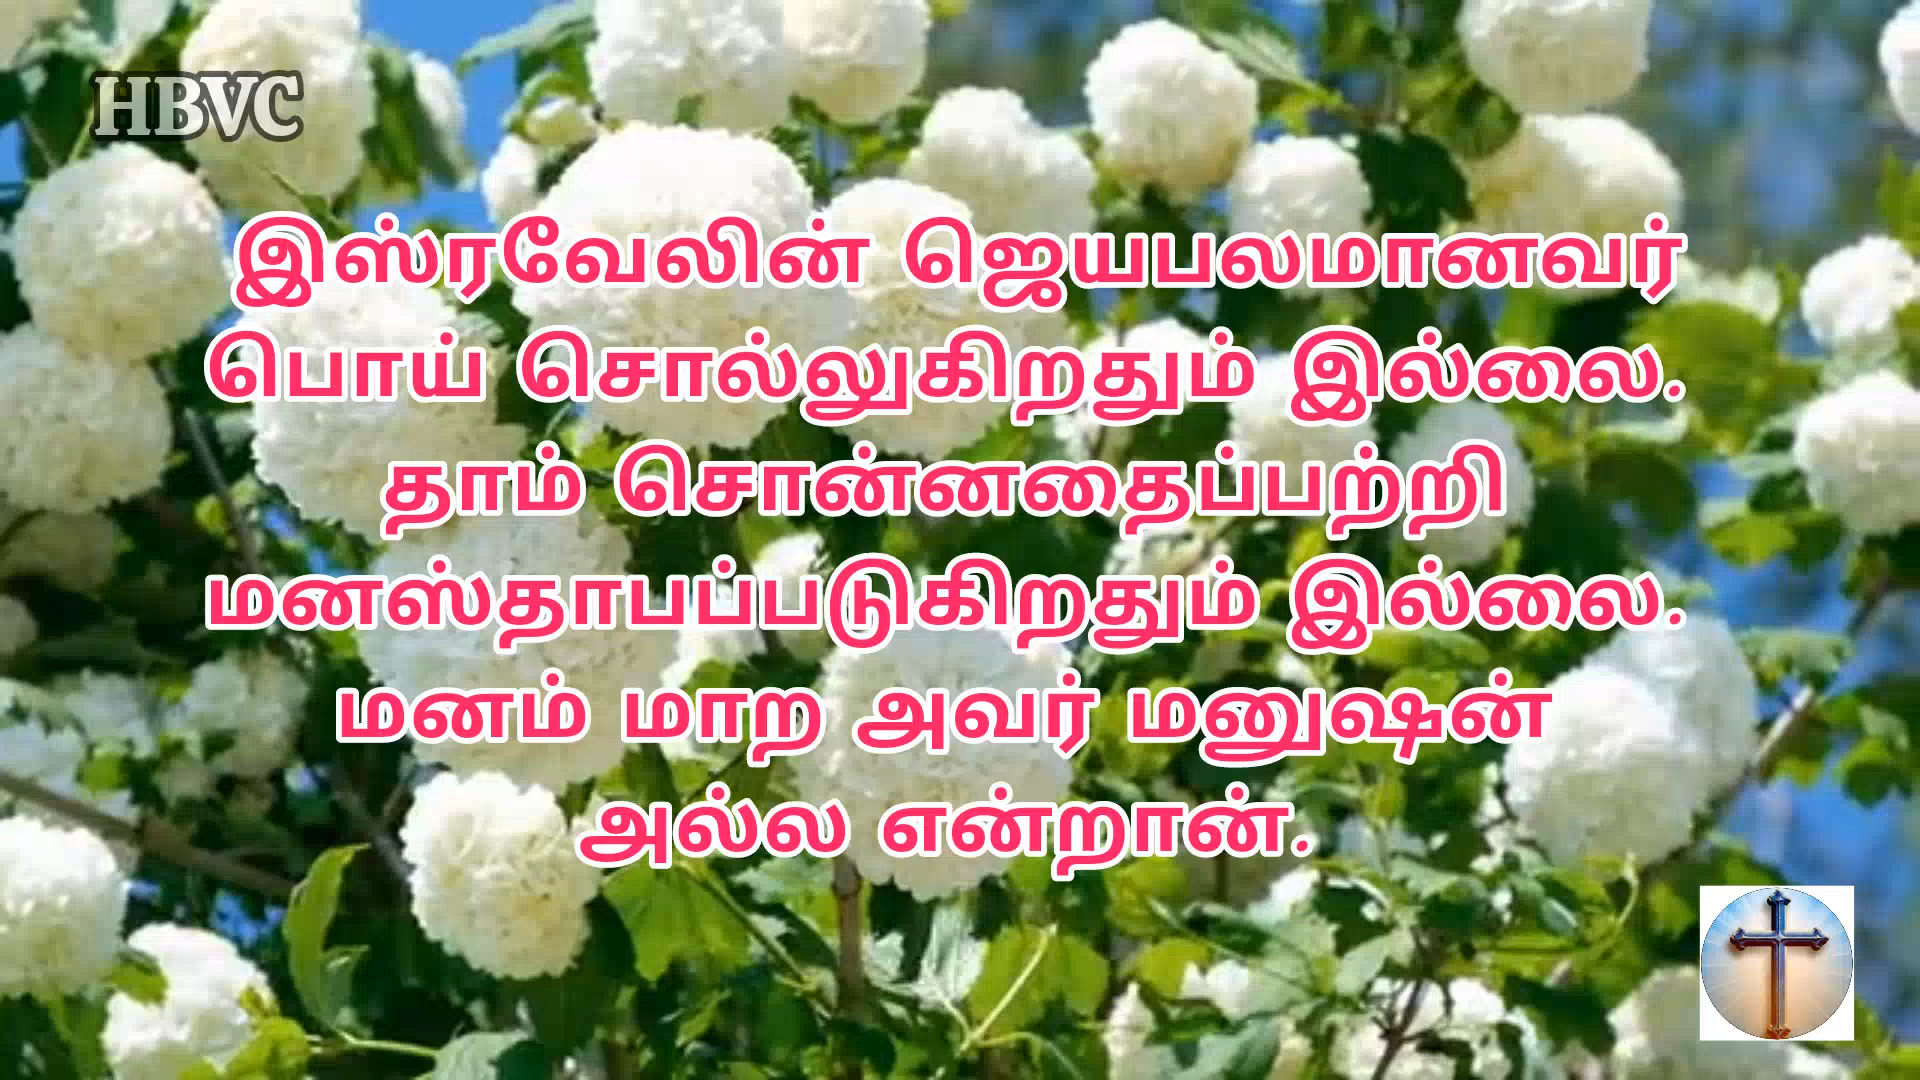 HBVC
இஸ்ரவேலின் ஜெயபலமானவர்
பொய் சொல்லுகிறதும் இல்லை.
தாம் சொன்னதைப்பற்றி
மனஸ்தாபப்படுகிறதும் இல்லை.
மனம் மாற அவர் மனுஷன்
அல்ல என்றான்.